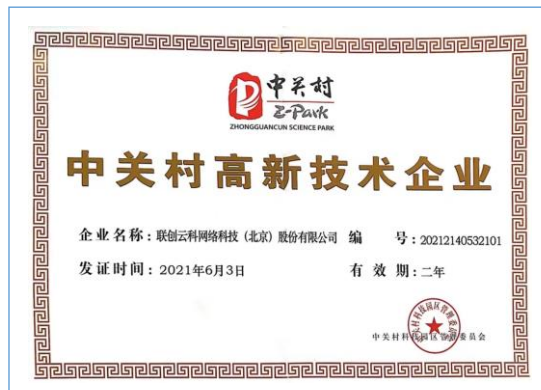 中关村
Z-Park
ZHONGGUANCUN SCIENCE PARK
中关村高新技术企业
企业名称：联创云科网络科技（北京）股份有限公司 编 号：20212140532101
发证时间：2021年6月3日 有 效 期：二年
中关村科技园区管理委员会